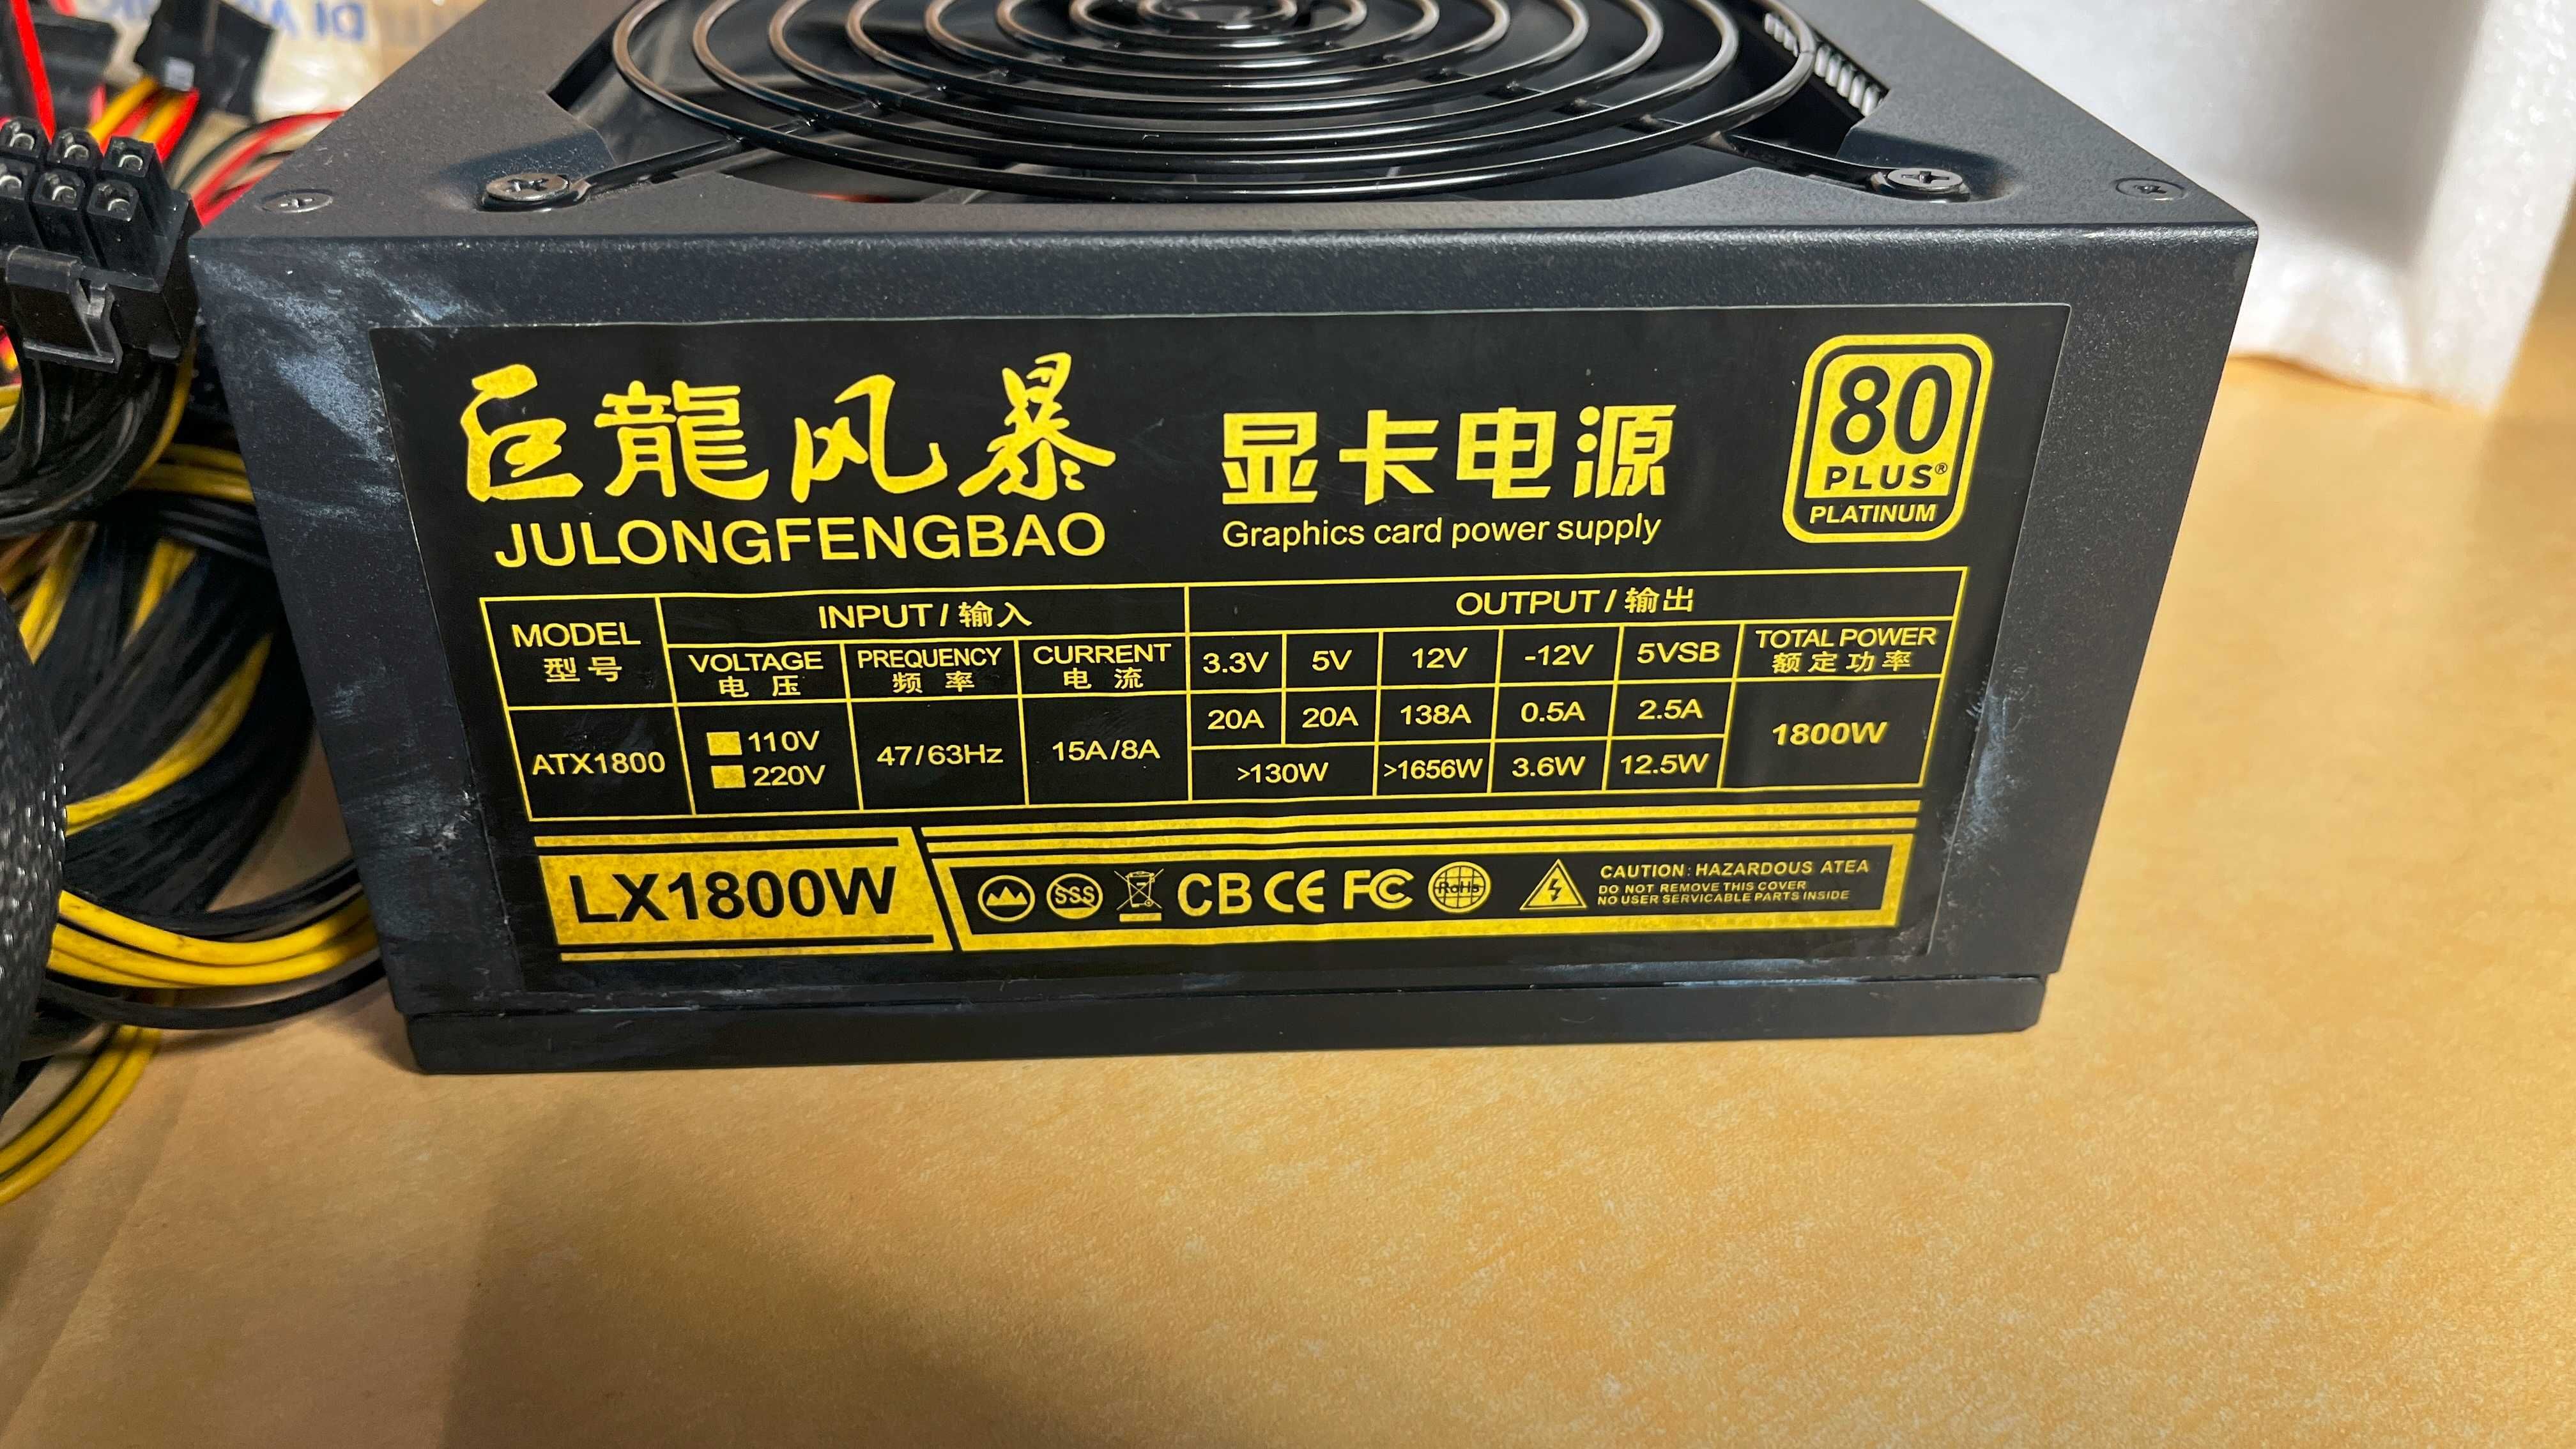 巨龍风暴
JULONGFENGBAO
显卡电源
Graphics card power supply
80
PLUS®
PLATINUM
MODEL
型号
INPUT / 输入
OUTPUT / 输出
VOLTAGE
电压
PREQUENCY
频率
CURRENT
电流
3.3V
5V
12V
-12V
5VSB
TOTAL POWER
额定功率
ATX1800
110V
220V
47/63Hz
15A/8A
20A
20A
138A
0.5A
2.5A
1800W
>130W
>1656W
3.6W
12.5W
LX1800W
SSS
CB CE FC
RoHs
CAUTION: HAZARDOUS ATEA
DO NOT REMOVE THIS COVER
NO USER SERVICABLE PARTS INSIDE